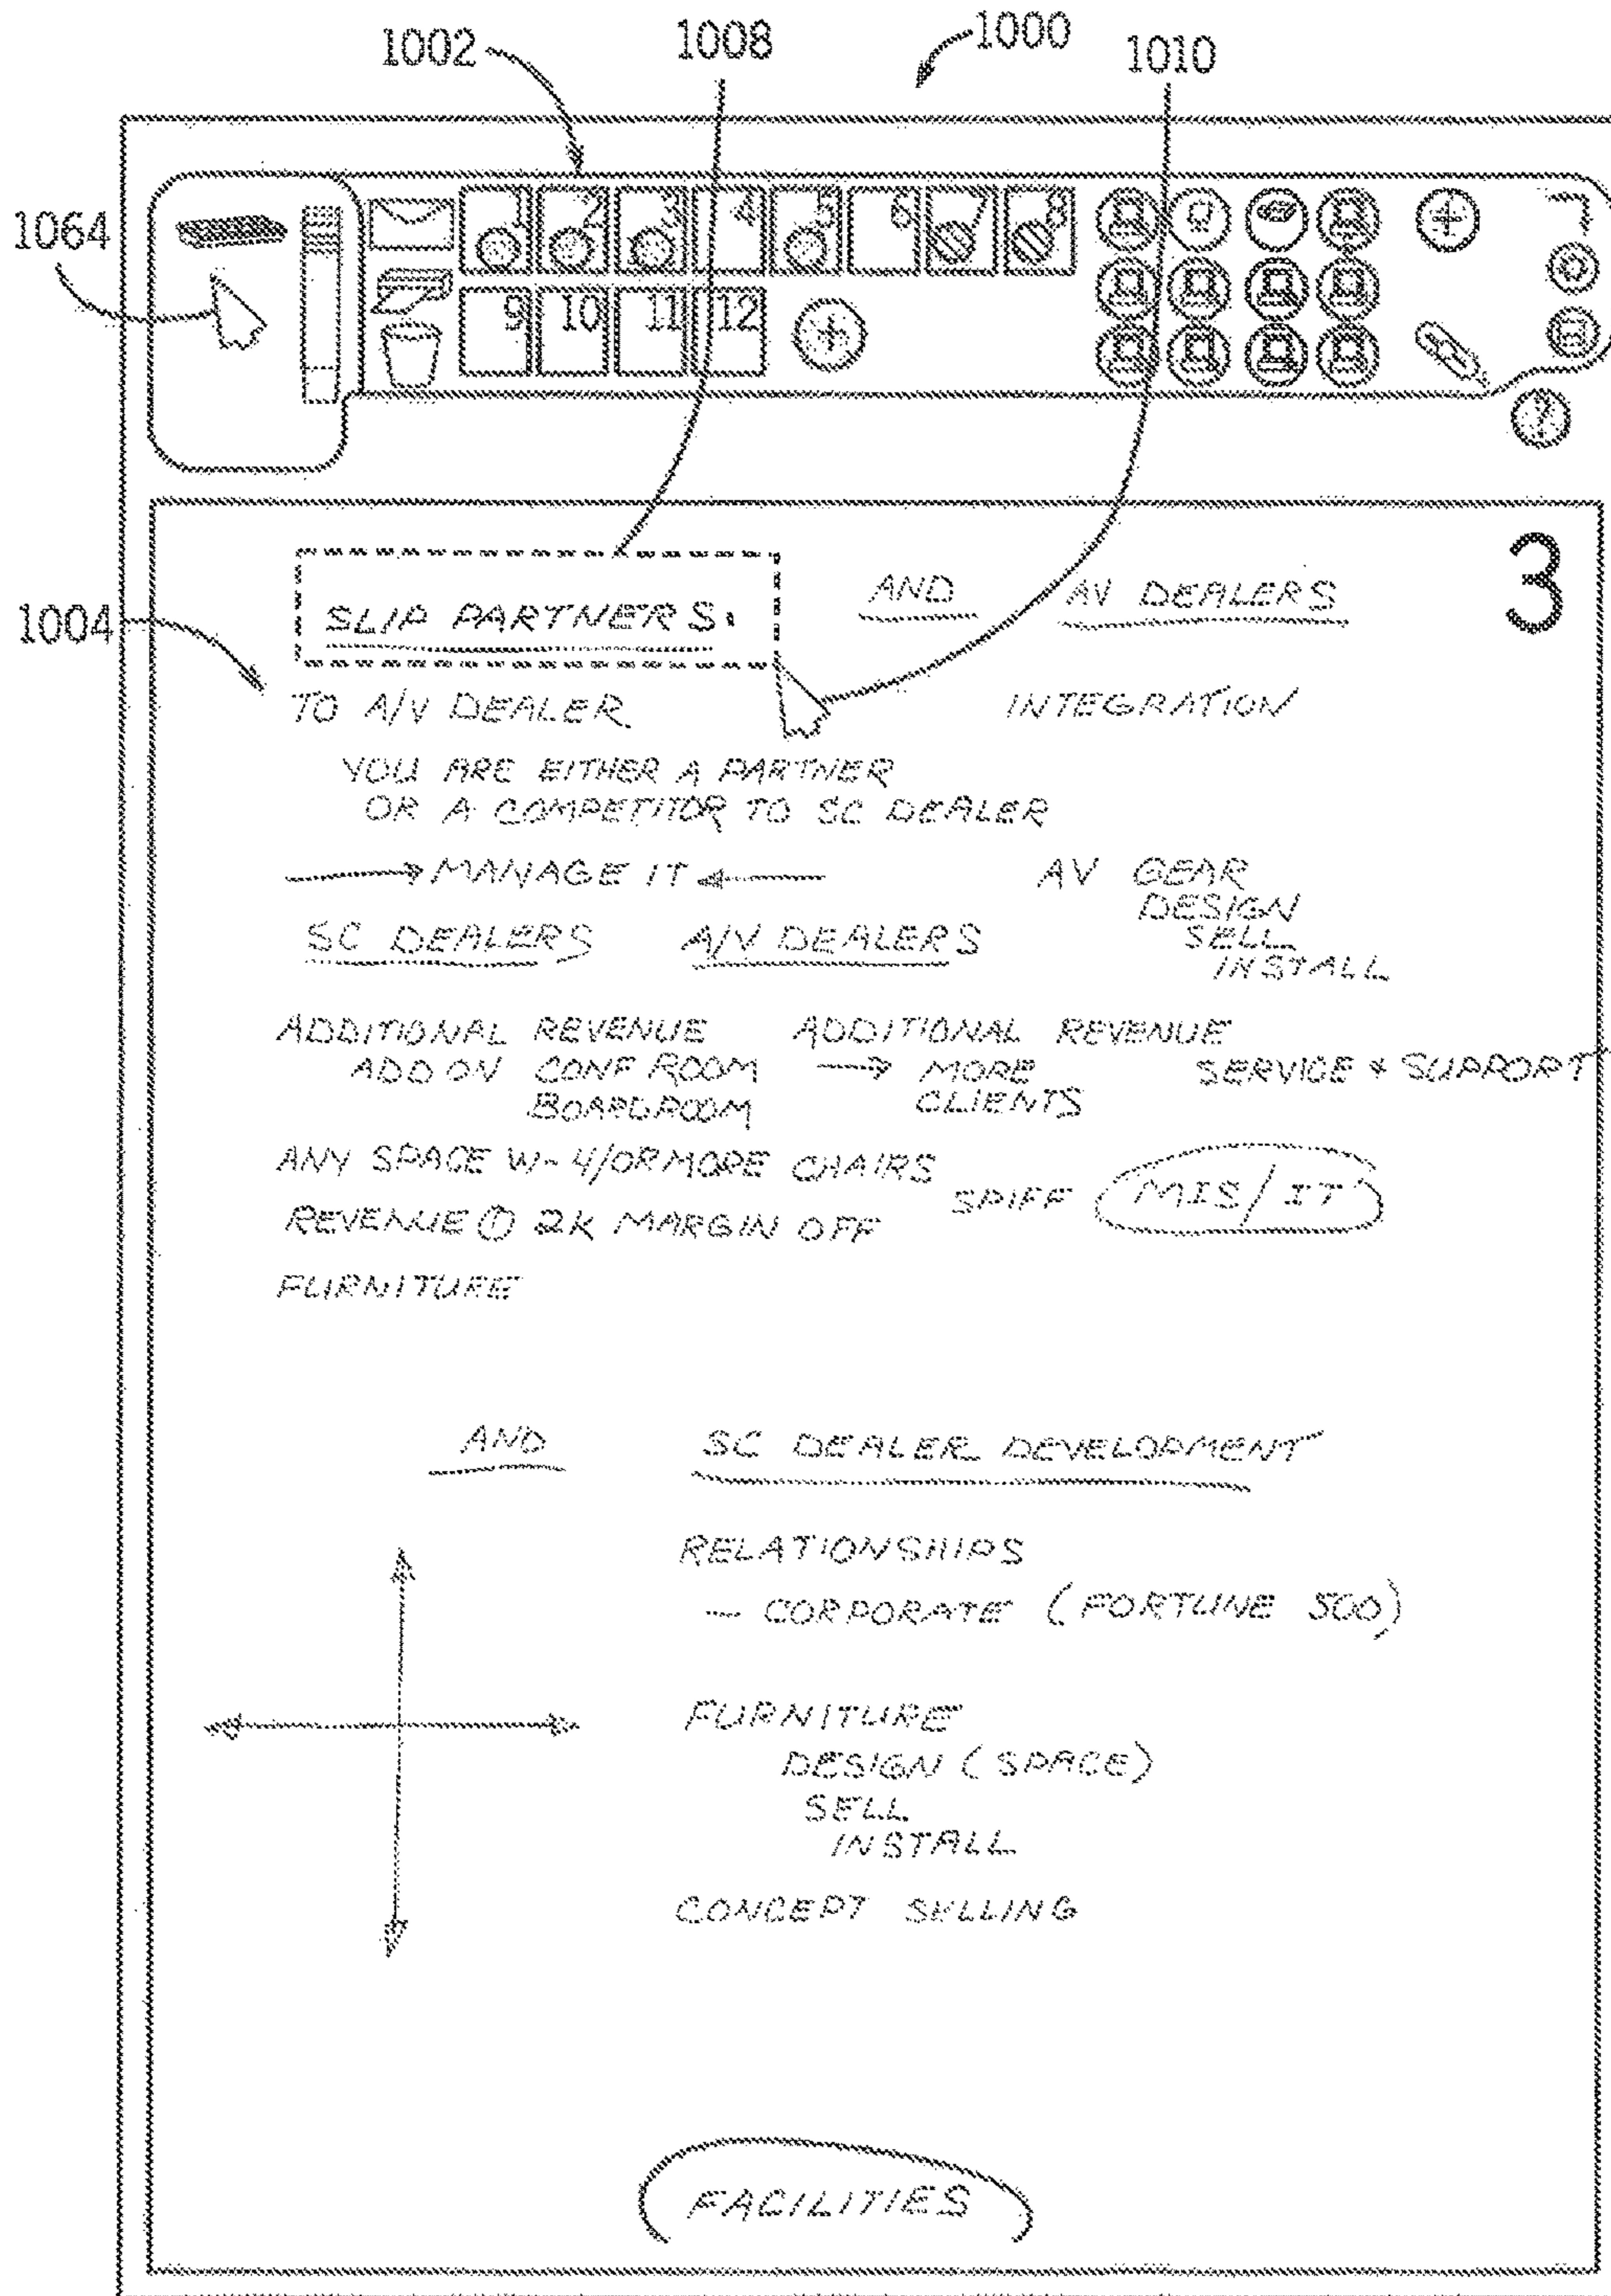 1002 1008 1000 1010
1064
1 2 3 4 5 6 7 8
9 10 11 12
?
3
1004
SLIP PARTNERS. AND AV DEALERS
TO A/V DEALER INTEGRATION
YOU ARE EITHER A PARTNER
OR A COMPETITOR TO SC DEALER
MANAGE IT AV GEAR
DESIGN
SC DEALERS A/V DEALERS SELL
INSTALL
ADDITIONAL REVENUE ADDITIONAL REVENUE
ADD ON CONF ROOM → MORE SERVICE + SUPPORT
BOARDROOM CLIENTS
ANY SPACE W- 4/OR MORE CHAIRS
SPIFF MIS/IT
REVENUE ① 2K MARGIN OFF
FURNITURE
AND SC DEALER DEVELOPMENT
RELATIONSHIPS
— CORPORATE (FORTUNE 500)
FURNITURE
DESIGN (SPACE)
SELL
INSTALL
CONCEPT SELLING
FACILITIES